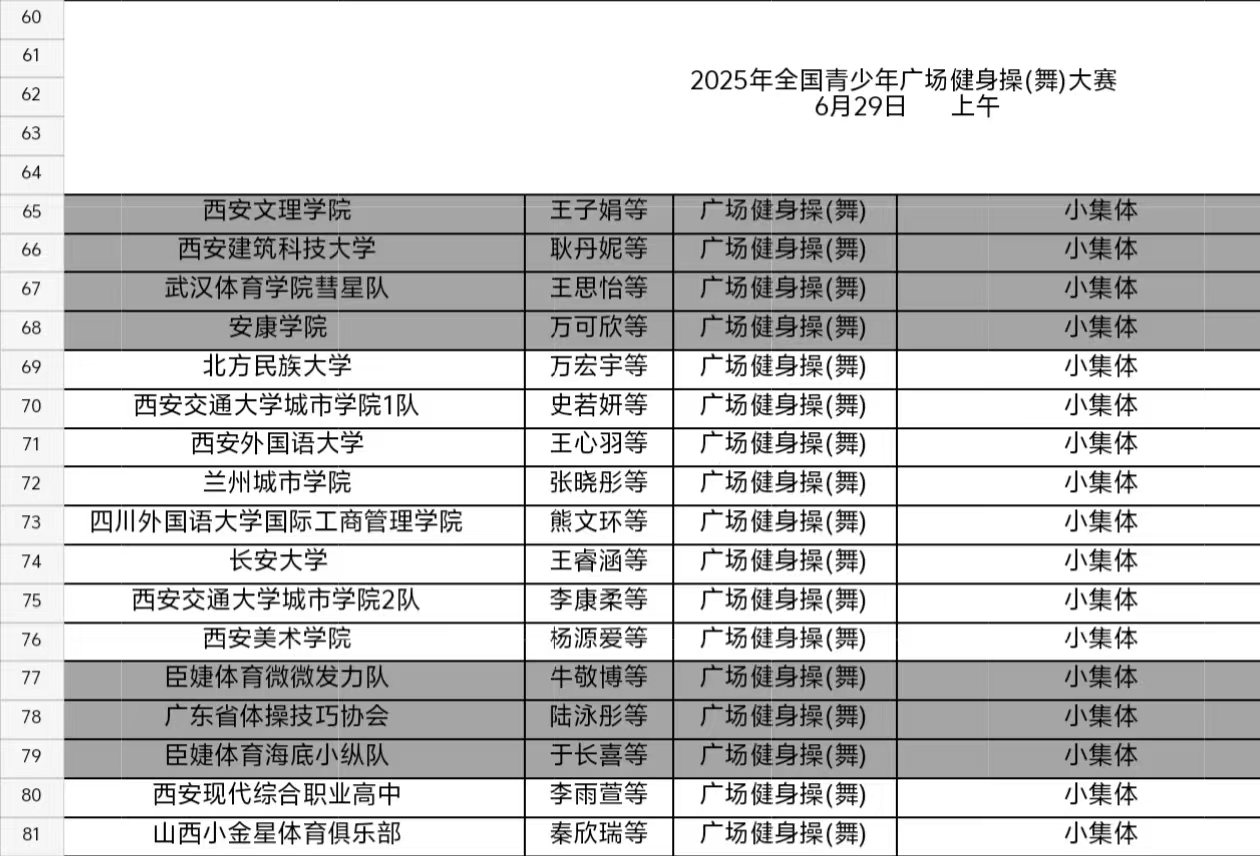 60
61
62
63
64
2025年全国青少年广场健身操(舞)大赛
6月29日 上午
65 西安文理学院 王子娟等 广场健身操(舞) 小集体
66 西安建筑科技大学 耿丹妮等 广场健身操(舞) 小集体
67 武汉体育学院彗星队 王思怡等 广场健身操(舞) 小集体
68 安康学院 万可欣等 广场健身操(舞) 小集体
69 北方民族大学 万宏宇等 广场健身操(舞) 小集体
70 西安交通大学城市学院1队 史若妍等 广场健身操(舞) 小集体
71 西安外国语大学 王心羽等 广场健身操(舞) 小集体
72 兰州城市学院 张晓彤等 广场健身操(舞) 小集体
73 四川外国语大学国际工商管理学院 熊文环等 广场健身操(舞) 小集体
74 长安大学 王睿涵等 广场健身操(舞) 小集体
75 西安交通大学城市学院2队 李康柔等 广场健身操(舞) 小集体
76 西安美术学院 杨源爱等 广场健身操(舞) 小集体
77 臣婕体育微微发力队 牛敬博等 广场健身操(舞) 小集体
78 广东省体操技巧协会 陆泳彤等 广场健身操(舞) 小集体
79 臣婕体育海底小纵队 于长喜等 广场健身操(舞) 小集体
80 西安现代综合职业高中 李雨萱等 广场健身操(舞) 小集体
81 山西小金星体育俱乐部 秦欣瑞等 广场健身操(舞) 小集体